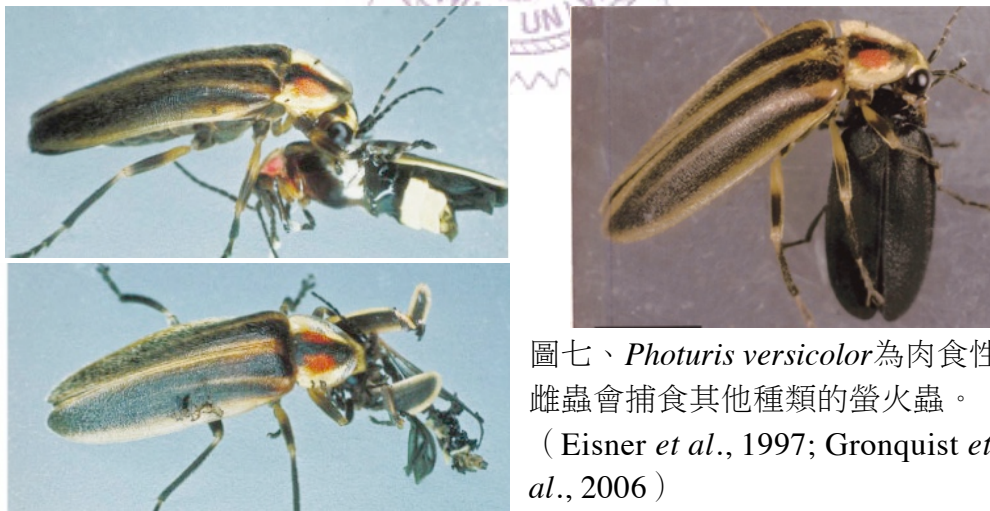 UN
圖七、Photuris versicolor為肉食性
雌蟲會捕食其他種類的螢火蟲。
（Eisner et al., 1997; Gronquist et
al., 2006）